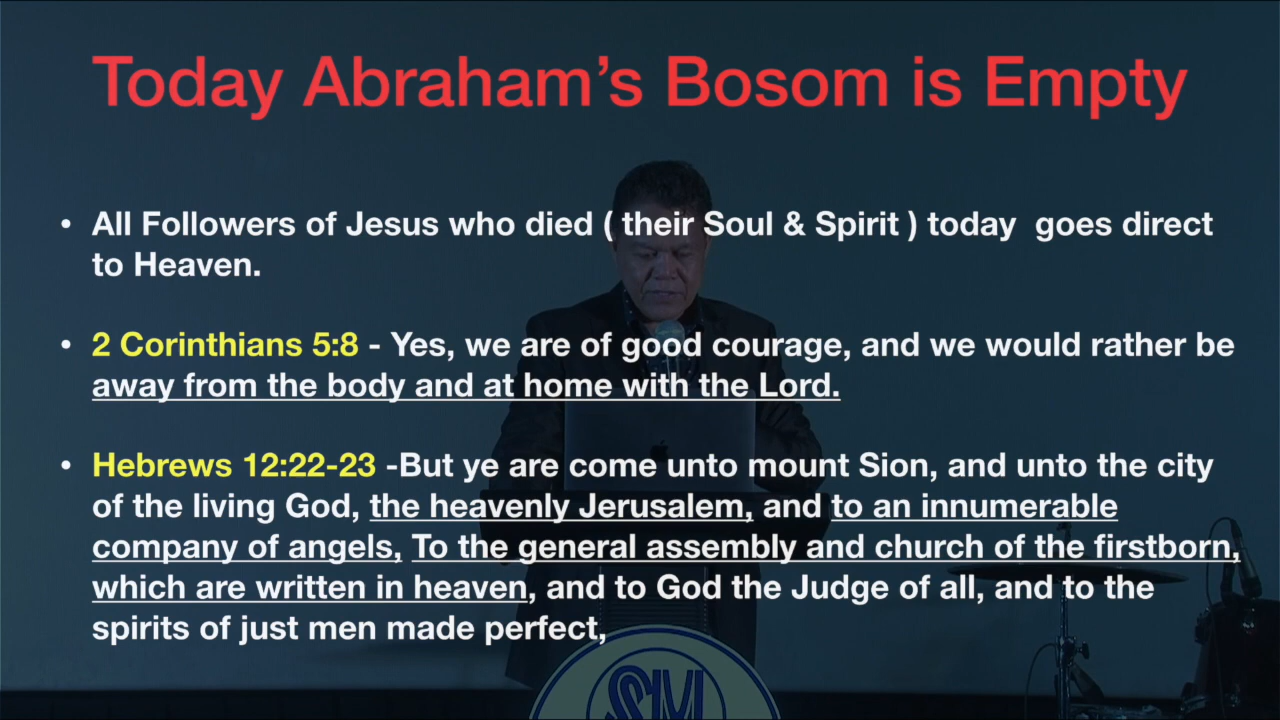 Today Abraham's Bosom is Empty
• All Followers of Jesus who died ( their Soul & Spirit ) today  goes direct
to Heaven.
• 2 Corinthians 5:8 - Yes, we are of good courage, and we would rather be
away from the body and at home with the Lord.
• Hebrews 12:22-23 -But ye are come unto mount Sion, and unto the city
of the living God, the heavenly Jerusalem, and to an innumerable
company of angels, To the general assembly and church of the firstborn,
which are written in heaven, and to God the Judge of all, and to the
spirits of just men made perfect,